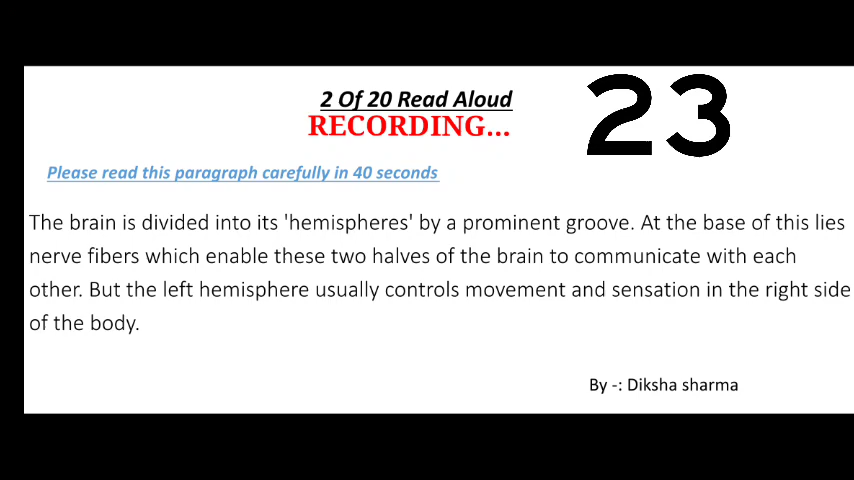 2 Of 20 Read Aloud
23
RECORDING...
Please read this paragraph carefully in 40 seconds
The brain is divided into its 'hemispheres' by a prominent groove. At the base of this lies
nerve fibers which enable these two halves of the brain to communicate with each
other. But the left hemisphere usually controls movement and sensation in the right side
of the body.
By -: Diksha sharma